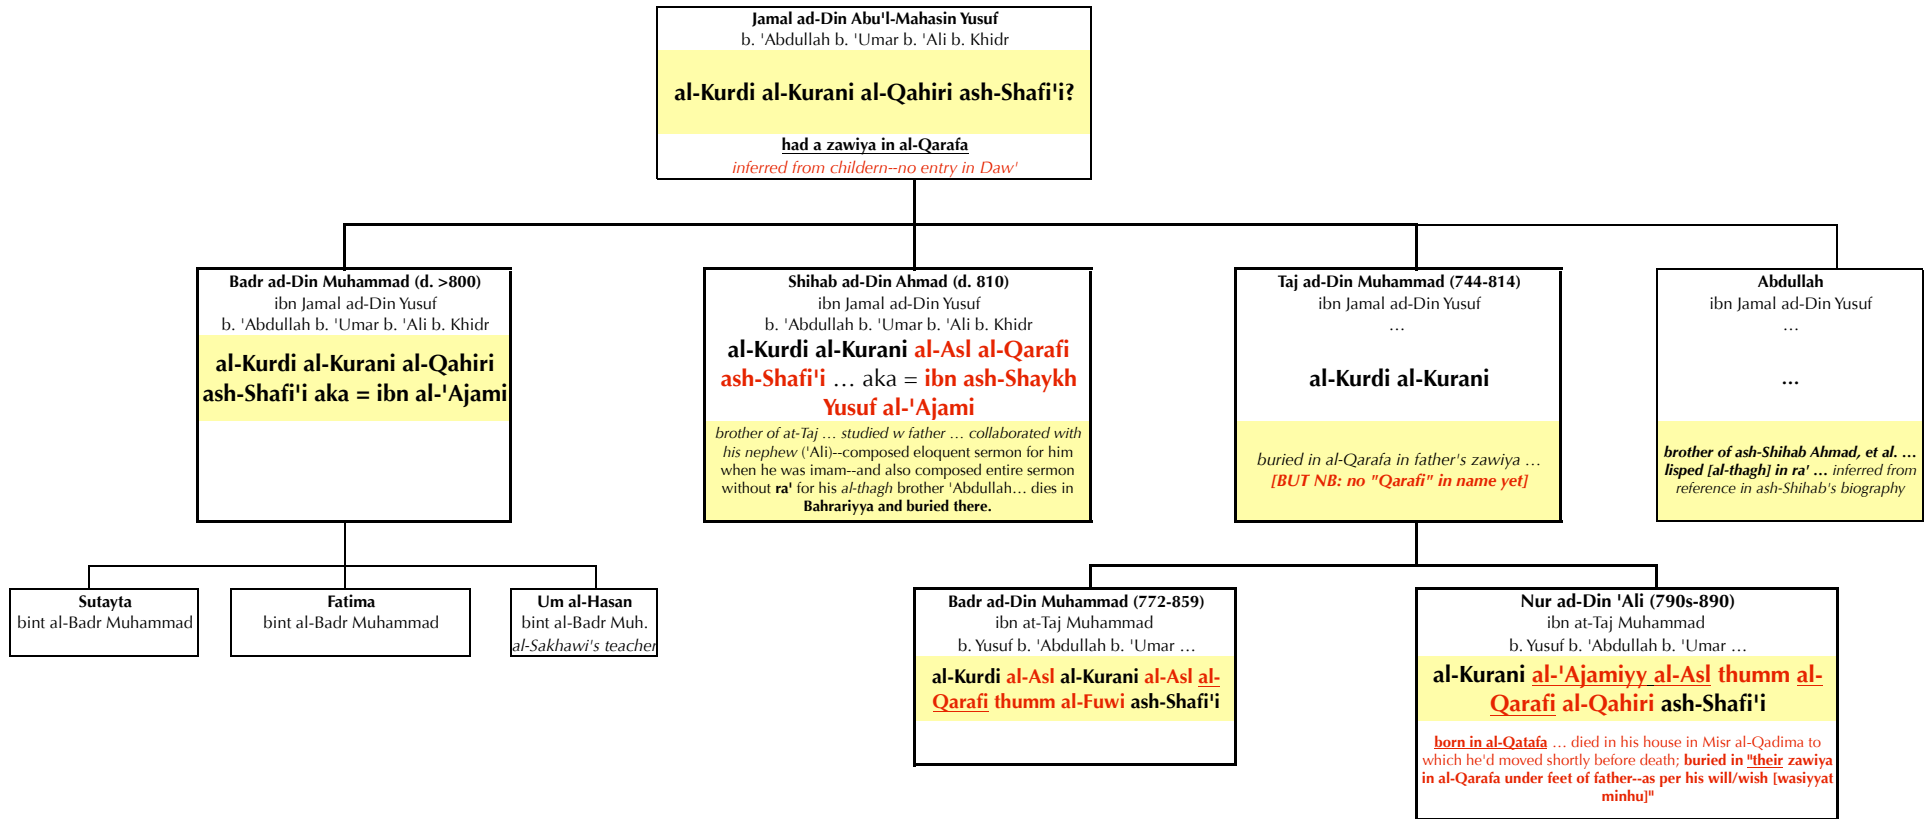 Jamal ad-Din Abu'l-Mahasin Yusuf
b. 'Abdullah b. 'Umar b. 'Ali b. Khidr
al-Kurdi al-Kurani al-Qahiri ash-Shafi'i?
had a zawiya in al-Qarafa
inferred from childern--no entry in Daw'
Badr ad-Din Muhammad (d. >800)
ibn Jamal ad-Din Yusuf
b. 'Abdullah b. 'Umar b. 'Ali b. Khidr
al-Kurdi al-Kurani al-Qahiri
ash-Shafi'i aka = ibn al-'Ajami
Shihab ad-Din Ahmad (d. 810)
ibn Jamal ad-Din Yusuf
b. 'Abdullah b. 'Umar b. 'Ali b. Khidr
al-Kurdi al-Kurani al-Asl al-Qarafi
ash-Shafi'i ... aka = ibn ash-Shaykh
Yusuf al-'Ajami
brother of at-Taj ... studied w father ... collaborated with
his nephew ('Ali)--composed eloquent sermon for him
when he was imam--and also composed entire sermon
without ra' for his al-thagh brother 'Abdullah... dies in
Bahrariyya and buried there.
Taj ad-Din Muhammad (744-814)
ibn Jamal ad-Din Yusuf
...
al-Kurdi al-Kurani
buried in al-Qarafa in father's zawiya ...
[BUT NB: no "Qarafi" in name yet]
Abdullah
ibn Jamal ad-Din Yusuf
...
...
brother of ash-Shihab Ahmad, et al. ...
lisped [al-thagh] in ra' ... inferred from
reference in ash-Shihab's biography
Sutayta
bint al-Badr Muhammad
Fatima
bint al-Badr Muhammad
Um al-Hasan
bint al-Badr Muh.
al-Sakhawi's teacher
Badr ad-Din Muhammad (772-859)
ibn at-Taj Muhammad
b. Yusuf b. 'Abdullah b. 'Umar ...
al-Kurdi al-Asl al-Kurani al-Asl al-
Qarafi thumm al-Fuwi ash-Shafi'i
Nur ad-Din 'Ali (790s-890)
ibn at-Taj Muhammad
b. Yusuf b. 'Abdullah b. 'Umar ...
al-Kurani al-'Ajamiyy al-Asl thumm al-
Qarafi al-Qahiri ash-Shafi'i
born in al-Qatafa ... died in his house in Misr al-Qadima to
which he'd moved shortly before death; buried in "their zawiya
in al-Qarafa under feet of father--as per his will/wish [wasiyyat
minhu]"